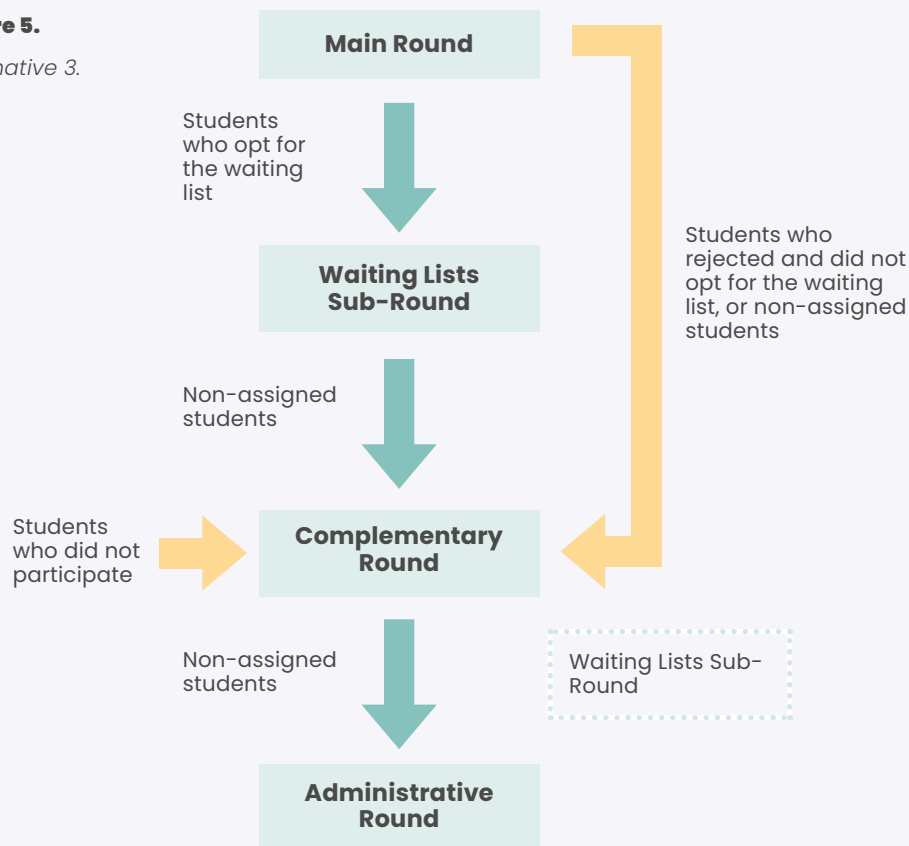 re 5.
native 3.
Main Round
Students
who opt for
the waiting
list
Students who
rejected and did not
opt for the waiting
list, or non-assigned
students
Waiting Lists
Sub-Round
Non-assigned
students
Students
who did not
participate
Complementary
Round
Non-assigned
students
Waiting Lists Sub-
Round
Administrative
Round